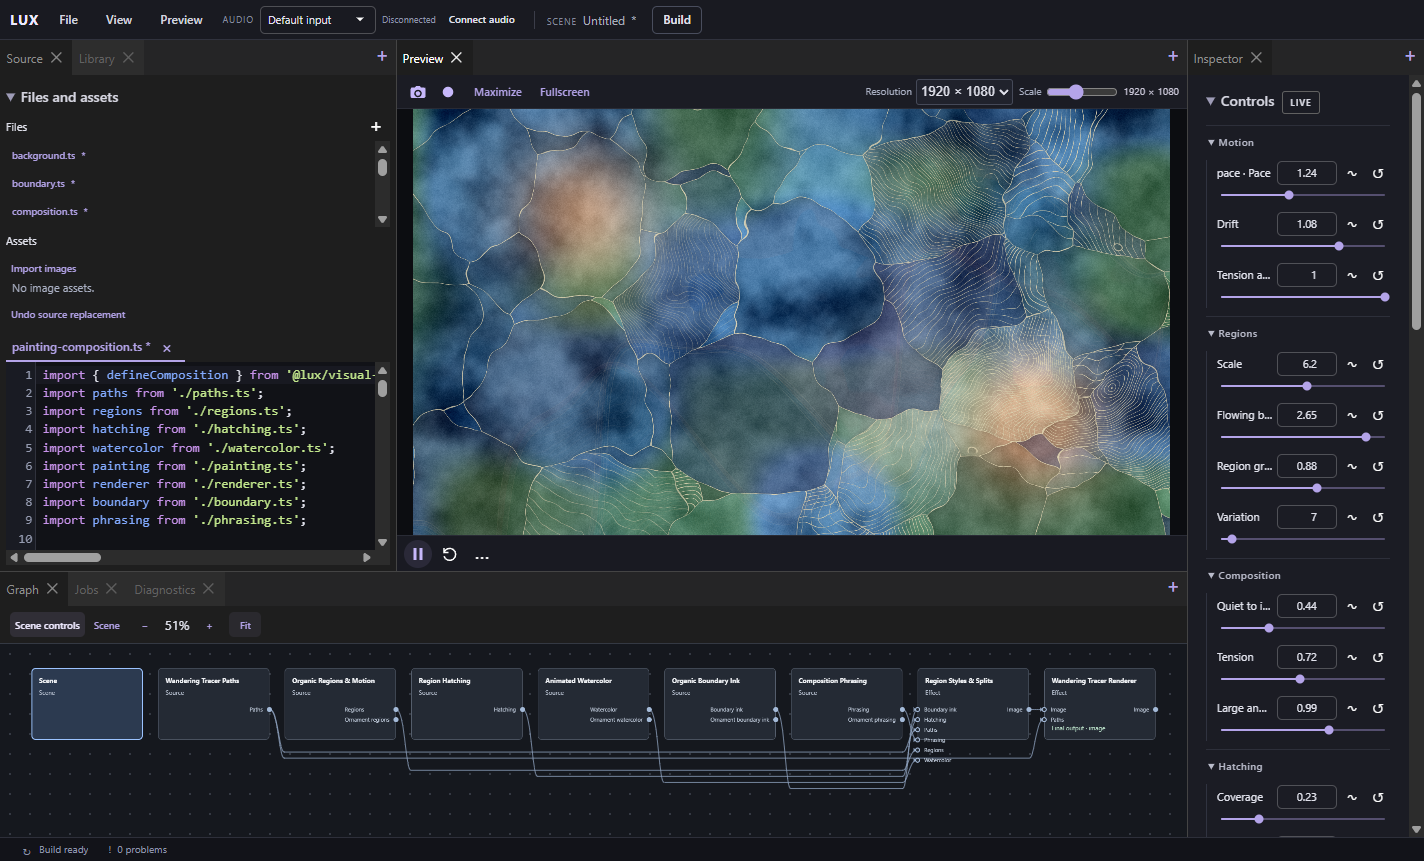 LUX File View Preview AUDIO Default input Disconnected Connect audio SCENE Untitled * Build
Source Library +
Files and assets
Files +
background.ts *
boundary.ts *
composition.ts *
Assets
Import images
No image assets.
Undo source replacement
painting-composition.ts *
1 import { defineComposition } from '@lux/visual-
2 import paths from './paths.ts';
3 import regions from './regions.ts';
4 import hatching from './hatching.ts';
5 import watercolor from './watercolor.ts';
6 import painting from './painting.ts';
7 import renderer from './renderer.ts';
8 import boundary from './boundary.ts';
9 import phrasing from './phrasing.ts';
10
Preview +
Maximize Fullscreen Resolution 1920 × 1080 Scale 1920 × 1080
...
Inspector +
Controls LIVE
Motion
pace · Pace 1.24
Drift 1.08
Tension a... 1
Regions
Scale 6.2
Flowing b... 2.65
Region gr... 0.88
Variation 7
Composition
Quiet to i... 0.44
Tension 0.72
Large an... 0.99
Hatching
Coverage 0.23
Graph Jobs Diagnostics +
Scene controls Scene − 51% + Fit
Scene
Scene
Wandering Tracer Paths
Source
Paths
Organic Regions & Motion
Source
Regions
Ornament regions
Region Hatching
Source
Hatching
Animated Watercolor
Source
Watercolor
Ornament watercolor
Organic Boundary Ink
Source
Boundary ink
Ornament boundary ink
Composition Phrasing
Source
Phrasing
Ornament phrasing
Region Styles & Splits
Effect
Boundary ink Image
Hatching
Paths
Phrasing
Regions
Watercolor
Wandering Tracer Renderer
Effect
Image Image
Paths
Final output · image
Build ready ! 0 problems